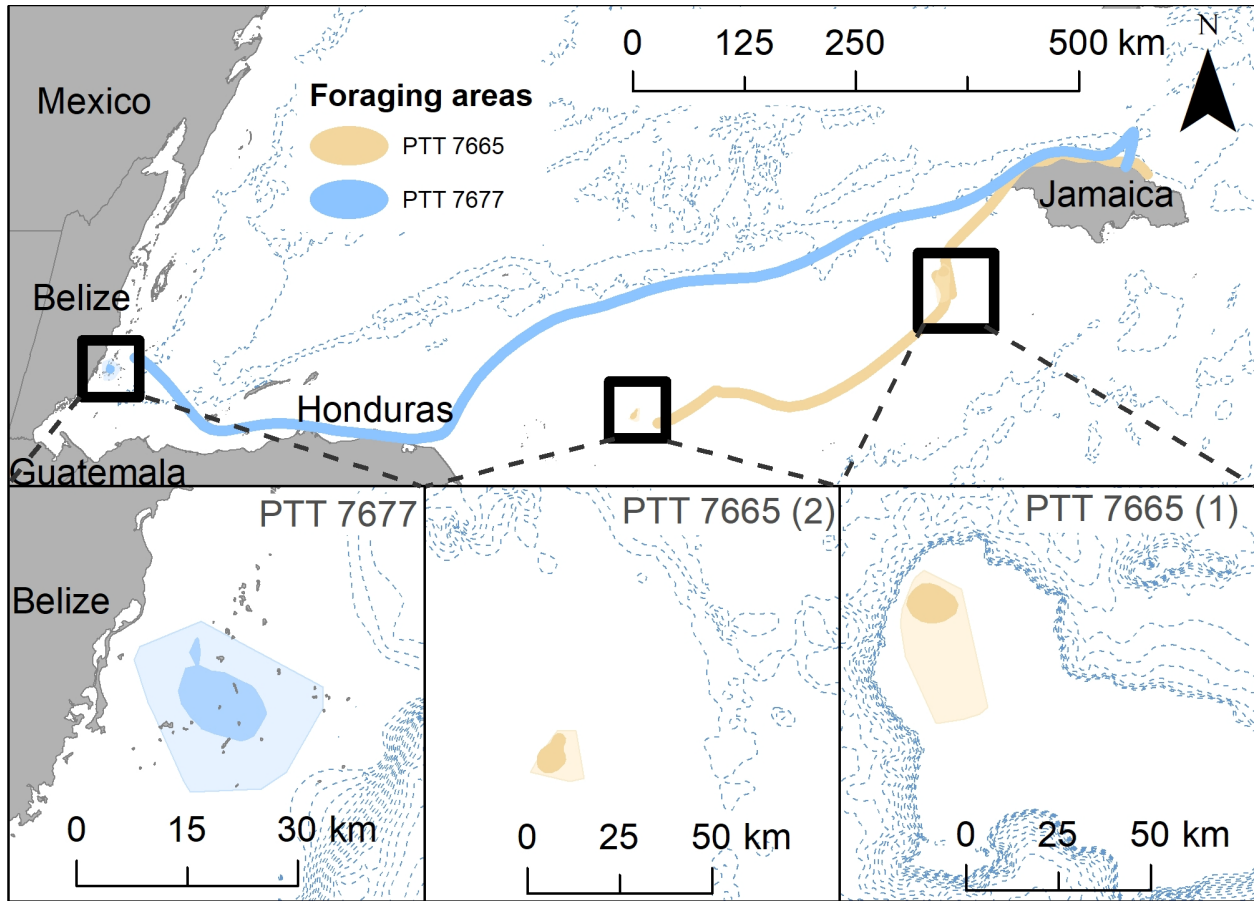 0 125 250 500 km
N
Mexico
Foraging areas
PTT 7665
PTT 7677
Jamaica
Belize
Honduras
Guatemala
PTT 7677
PTT 7665 (2)
PTT 7665 (1)
Belize
0 15 30 km
0 25 50 km
0 25 50 km